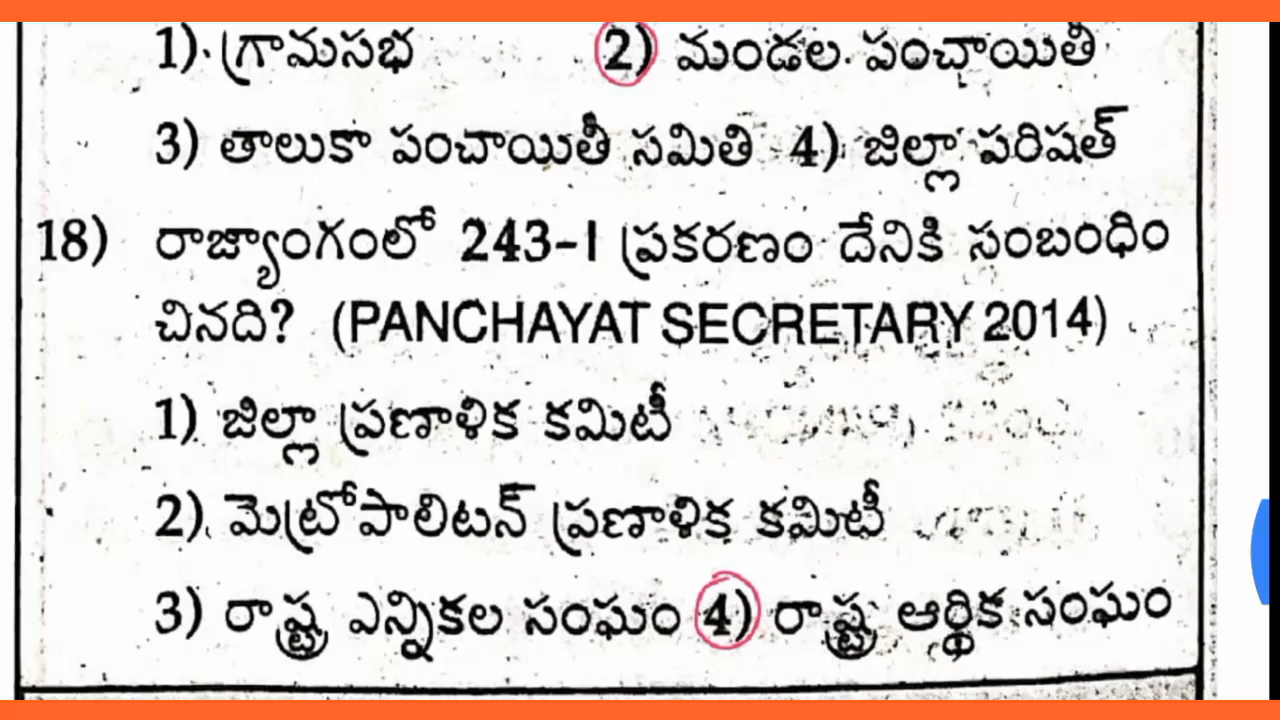 1) గ్రామసభ 2) మండల పంచాయితీ
3) తాలుకా పంచాయితీ సమితి 4) జిల్లా పరిషత్
18) రాజ్యాంగంలో 243-I ప్రకరణం దేనికి సంబంధిం
చినది? (PANCHAYAT SECRETARY 2014)
1) జిల్లా ప్రణాళిక కమిటీ
2) మెట్రోపాలిటన్ ప్రణాళిక కమిటీ
3) రాష్ట్ర ఎన్నికల సంఘం 4) రాష్ట్ర ఆర్థిక సంఘం